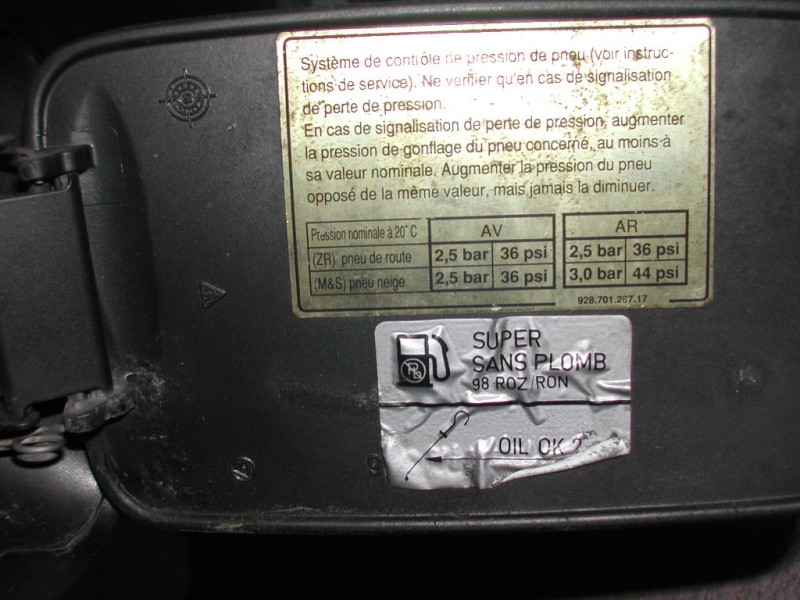 Système de contrôle de pression de pneu (voir instruc-
tions de service). Ne vérifier qu'en cas de signalisation
de perte de pression.
En cas de signalisation de perte de pression, augmenter
la pression de gonflage du pneu concerné, au moins à
sa valeur nominale. Augmenter la pression du pneu
opposé de la même valeur, mais jamais la diminuer.
Pression nominale à 20°C AV AR
(ZR) pneu de route 2,5 bar 36 psi 2,5 bar 36 psi
(M&S) pneu neige 2,5 bar 36 psi 3,0 bar 44 psi
928.701.267.17
SUPER
SANS PLOMB
98 ROZ/RON
OIL OK ?